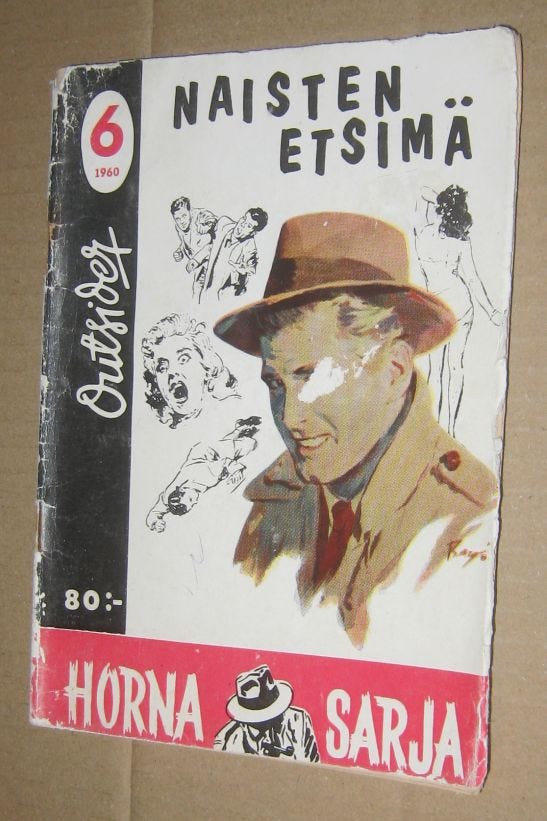 6
1960
NAISTEN
ETSIMÄ
Outsider
80:-
HORNA SARJA